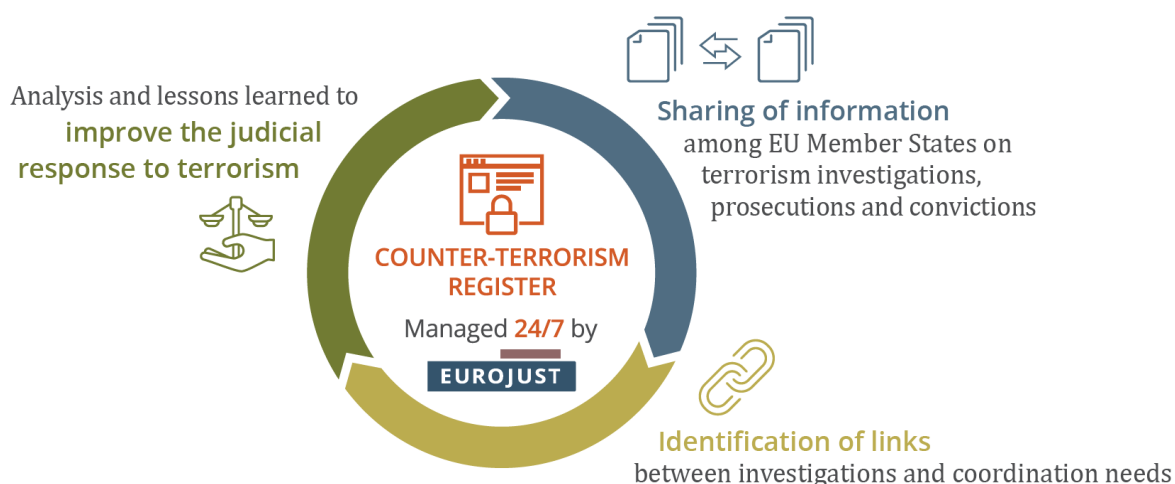 Analysis and lessons learned to
improve the judicial
response to terrorism
Sharing of information
among EU Member States on
terrorism investigations,
prosecutions and convictions
COUNTER-TERRORISM
REGISTER
Managed 24/7 by
EUROJUST
Identification of links
between investigations and coordination needs